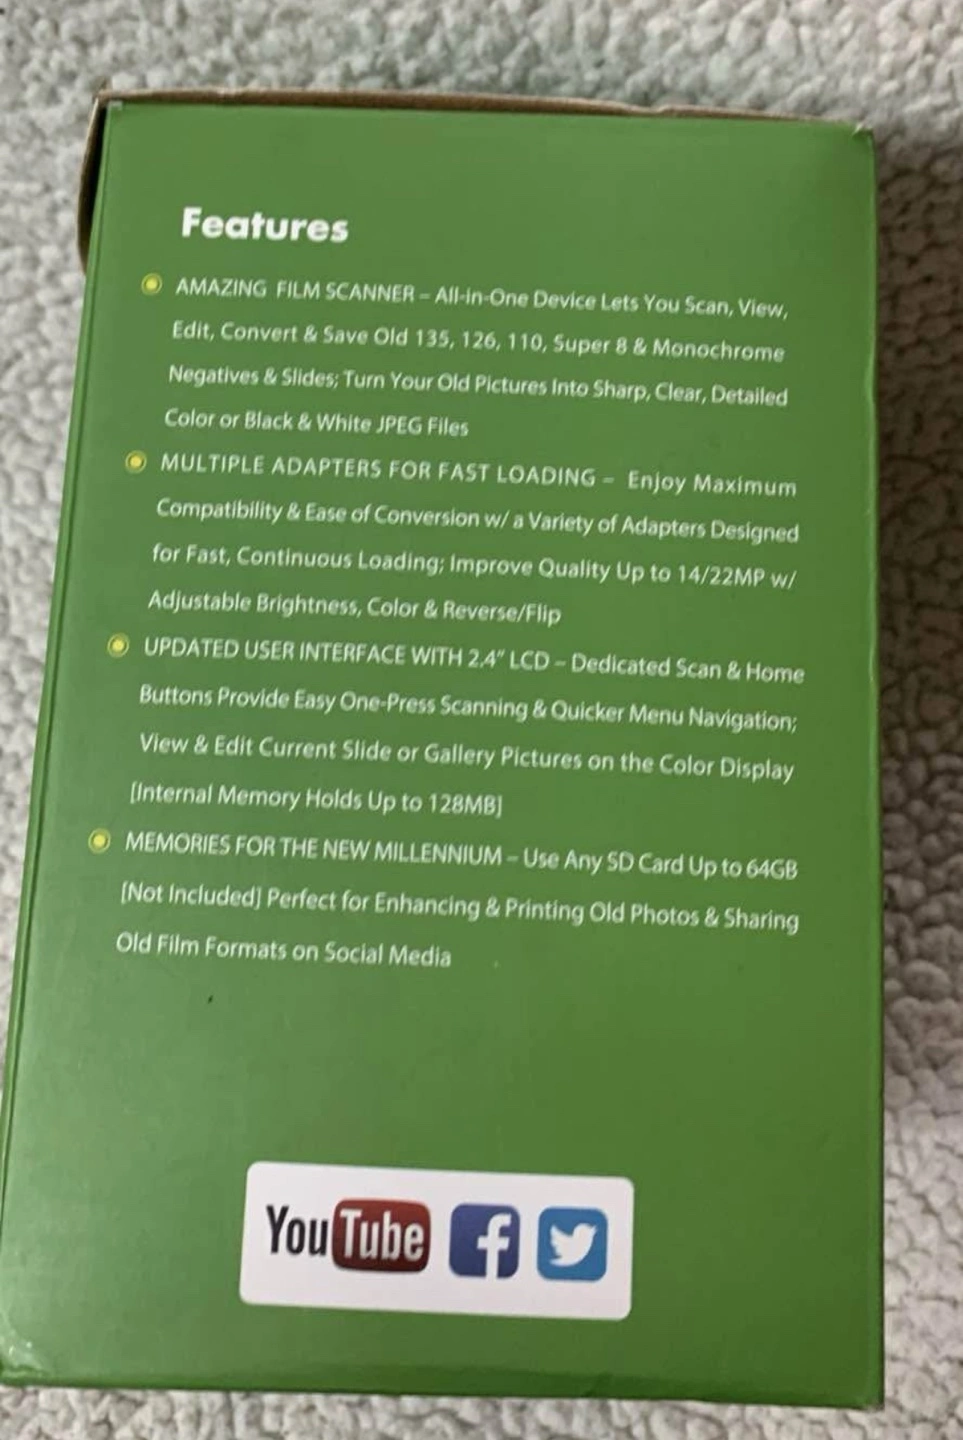 Features
AMAZING FILM SCANNER – All-in-One Device Lets You Scan, View,
Edit, Convert & Save Old 135, 126, 110, Super 8 & Monochrome
Negatives & Slides; Turn Your Old Pictures Into Sharp, Clear, Detailed
Color or Black & White JPEG Files
MULTIPLE ADAPTERS FOR FAST LOADING – Enjoy Maximum
Compatibility & Ease of Conversion w/ a Variety of Adapters Designed
for Fast, Continuous Loading; Improve Quality Up to 14/22MP w/
Adjustable Brightness, Color & Reverse/Flip
UPDATED USER INTERFACE WITH 2.4” LCD – Dedicated Scan & Home
Buttons Provide Easy One-Press Scanning & Quicker Menu Navigation;
View & Edit Current Slide or Gallery Pictures on the Color Display
[Internal Memory Holds Up to 128MB]
MEMORIES FOR THE NEW MILLENNIUM – Use Any SD Card Up to 64GB
[Not Included] Perfect for Enhancing & Printing Old Photos & Sharing
Old Film Formats on Social Media
YouTube f